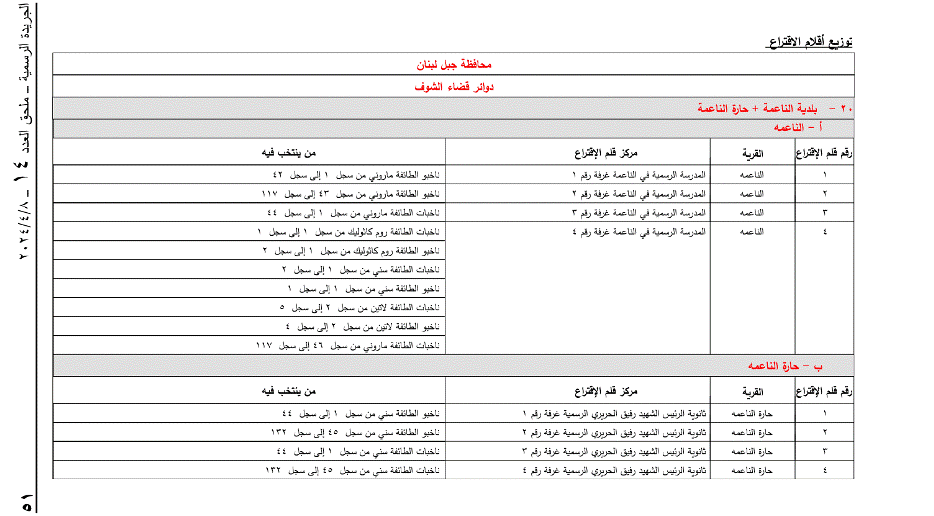 الجريدة الرسمية – ملحق العدد ١٤ – ٢٠٢٤/٤/٨
٥١
توزيع أقلام الاقتراع
محافظة جبل لبنان
دوائر قضاء الشوف
٢٠ - بلدية الناعمة + حارة الناعمة
أ - الناعمه
رقم قلم الإقتراع القرية مركز قلم الإقتراع من ينتخب فيه
١ الناعمه المدرسة الرسمية في الناعمة غرفة رقم ١ ناخبو الطائفة ماروني من سجل ١ إلى سجل ٤٢
٢ الناعمه المدرسة الرسمية في الناعمة غرفة رقم ٢ ناخبو الطائفة ماروني من سجل ٤٣ إلى سجل ١١٧
٣ الناعمه المدرسة الرسمية في الناعمة غرفة رقم ٣ ناخبات الطائفة ماروني من سجل ١ إلى سجل ٤٤
٤ الناعمه المدرسة الرسمية في الناعمة غرفة رقم ٤ ناخبات الطائفة روم كاثوليك من سجل ١ إلى سجل ١
ناخبو الطائفة روم كاثوليك من سجل ١ إلى سجل ٢
ناخبات الطائفة سني من سجل ١ إلى سجل ٢
ناخبو الطائفة سني من سجل ١ إلى سجل ١
ناخبات الطائفة لاتين من سجل ٢ إلى سجل ٥
ناخبو الطائفة لاتين من سجل ٢ إلى سجل ٤
ناخبات الطائفة ماروني من سجل ٤٦ إلى سجل ١١٧
ب - حارة الناعمه
رقم قلم الإقتراع القرية مركز قلم الإقتراع من ينتخب فيه
١ حارة الناعمه ثانوية الرئيس الشهيد رفيق الحريري الرسمية غرفة رقم ١ ناخبو الطائفة سني من سجل ١ إلى سجل ٤٤
٢ حارة الناعمه ثانوية الرئيس الشهيد رفيق الحريري الرسمية غرفة رقم ٢ ناخبو الطائفة سني من سجل ٤٥ إلى سجل ١٣٢
٣ حارة الناعمه ثانوية الرئيس الشهيد رفيق الحريري الرسمية غرفة رقم ٣ ناخبات الطائفة سني من سجل ١ إلى سجل ٤٤
٤ حارة الناعمه ثانوية الرئيس الشهيد رفيق الحريري الرسمية غرفة رقم ٤ ناخبات الطائفة سني من سجل ٤٥ إلى سجل ١٣٢